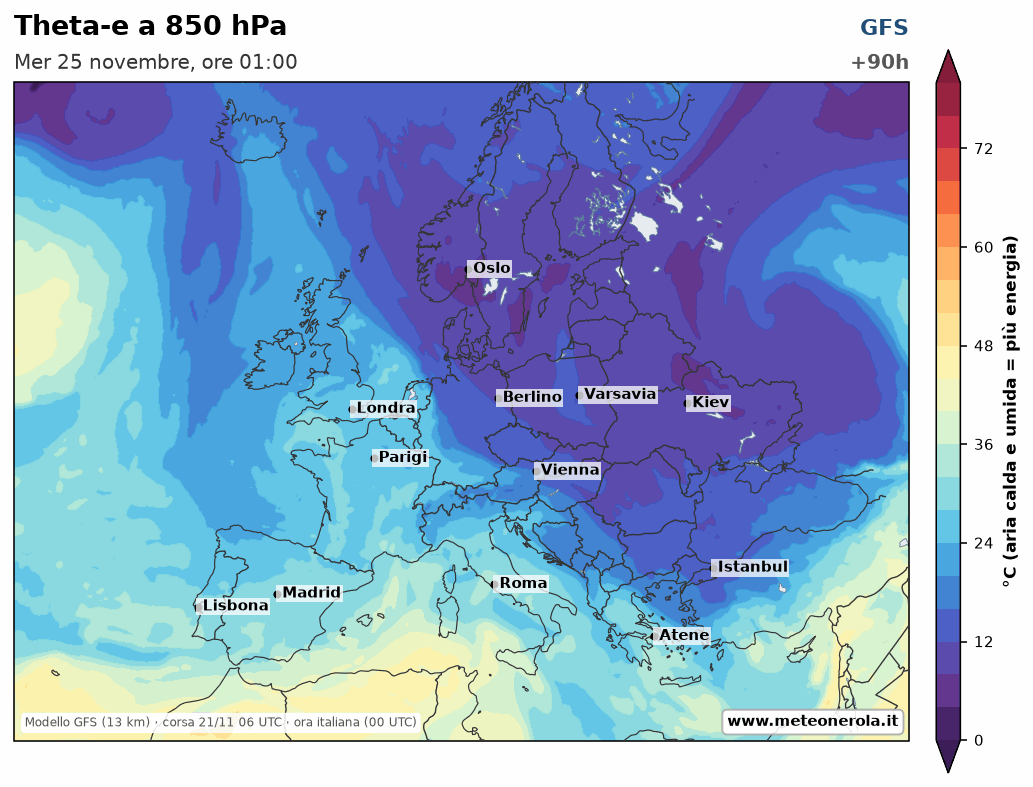 Theta-e a 850 hPa
GFS
Mer 25 novembre, ore 01:00
+90h
72
60
48
36
24
12
0
°C (aria calda e umida = più energia)
Oslo
Berlino
Varsavia
Kiev
Londra
Parigi
Vienna
Istanbul
Roma
Madrid
Lisbona
Atene
Modello GFS (13 km) · corsa 21/11 06 UTC · ora italiana (00 UTC)
www.meteonerola.it